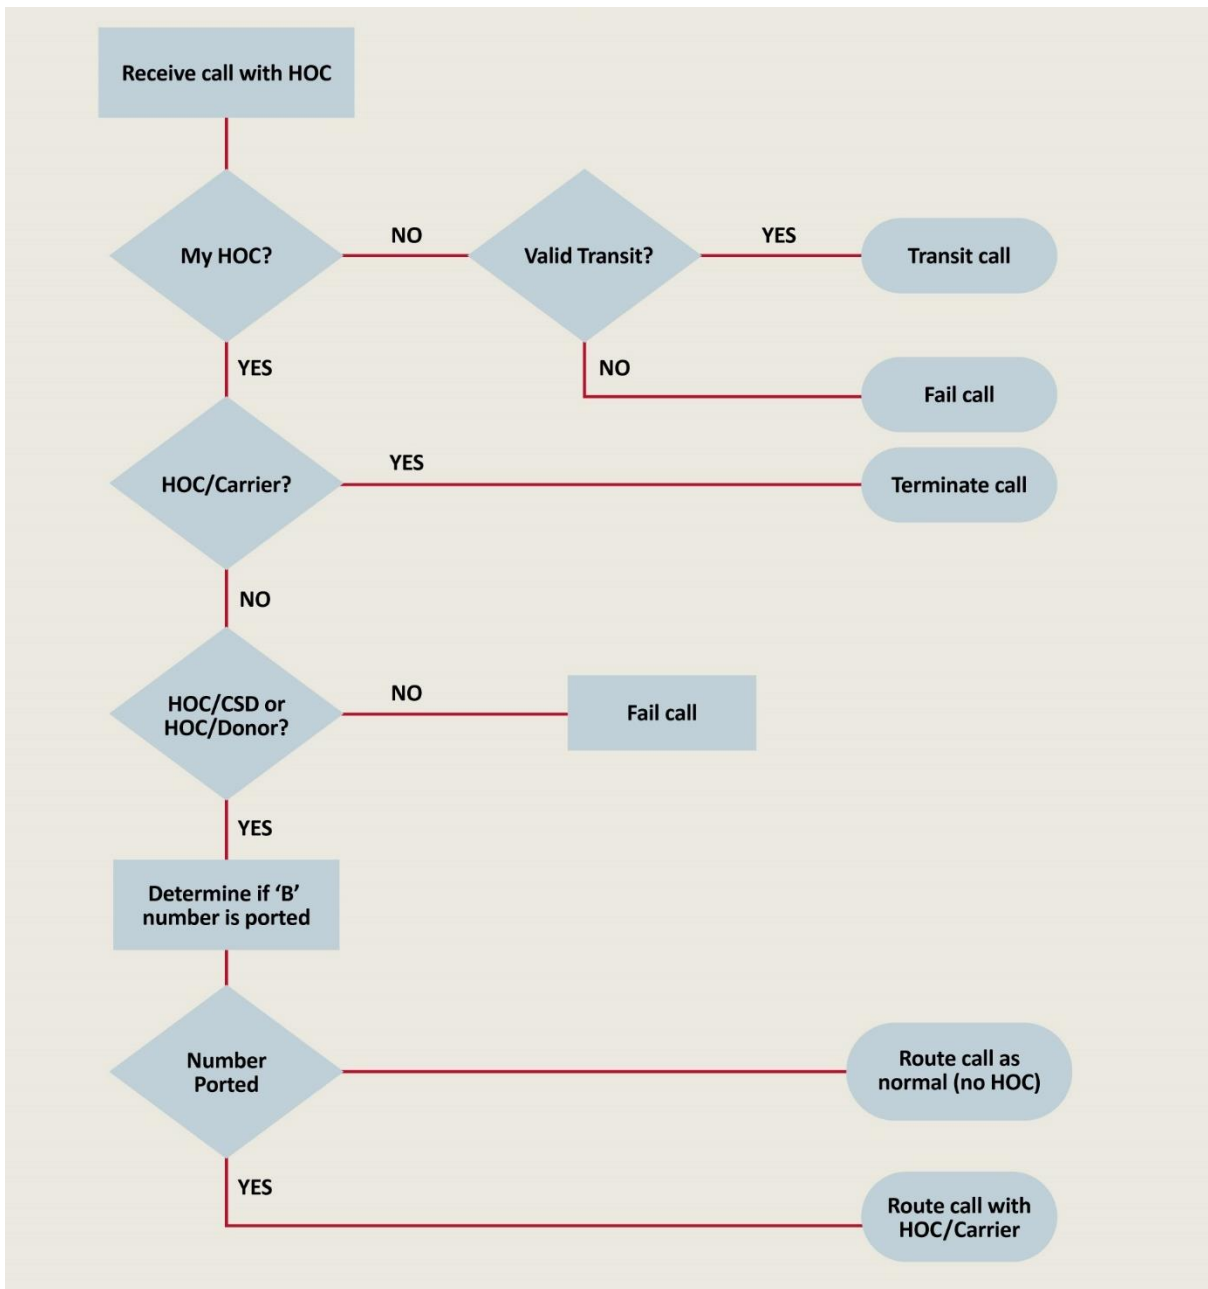 Receive call with HOC
My HOC?
NO
Valid Transit?
YES
Transit call
YES
NO
Fail call
HOC/Carrier?
YES
Terminate call
NO
HOC/CSD or
HOC/Donor?
NO
Fail call
YES
Determine if ‘B’
number is ported
Number
Ported
Route call as
normal (no HOC)
YES
Route call with
HOC/Carrier